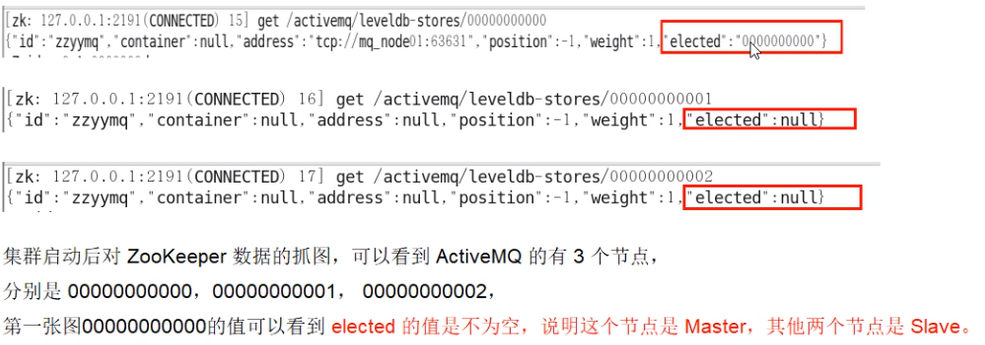 [zk: 127.0.0.1:2191(CONNECTED) 15] get /activemq/leveldb-stores/00000000000
{"id":"zzyymq","container":null,"address":"tcp://mq_node01:63631","position":-1,"weight":1,"elected":"0000000000"}
[zk: 127.0.0.1:2191(CONNECTED) 16] get /activemq/leveldb-stores/00000000001
{"id":"zzyymq","container":null,"address":null,"position":-1,"weight":1,"elected":null}
[zk: 127.0.0.1:2191(CONNECTED) 17] get /activemq/leveldb-stores/00000000002
{"id":"zzyymq","container":null,"address":null,"position":-1,"weight":1,"elected":null}
集群启动后对 ZooKeeper 数据的抓图，可以看到 ActiveMQ 的有 3 个节点，
分别是 00000000000，00000000001， 00000000002，
第一张图00000000000的值可以看到 elected 的值是不为空，说明这个节点是 Master，其他两个节点是 Slave。